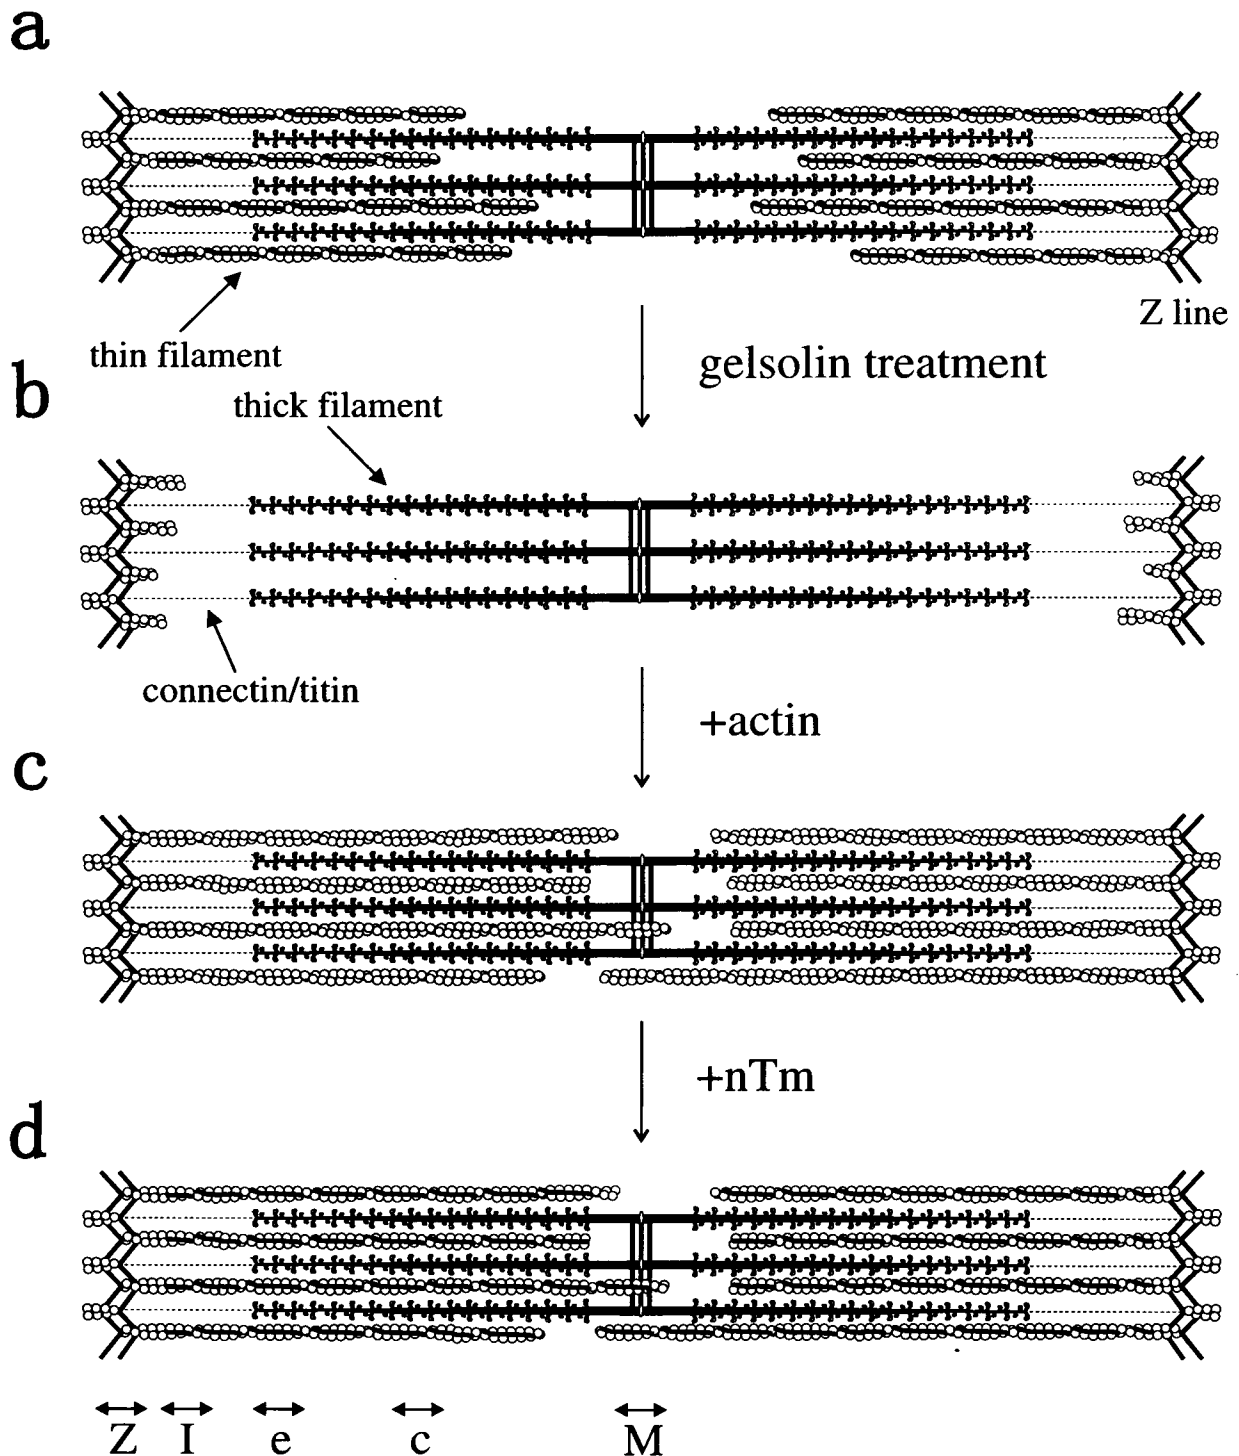 a
Z line
thin filament
gelsolin treatment
b
thick filament
connectin/titin
+actin
c
+nTm
d
Z I e c M